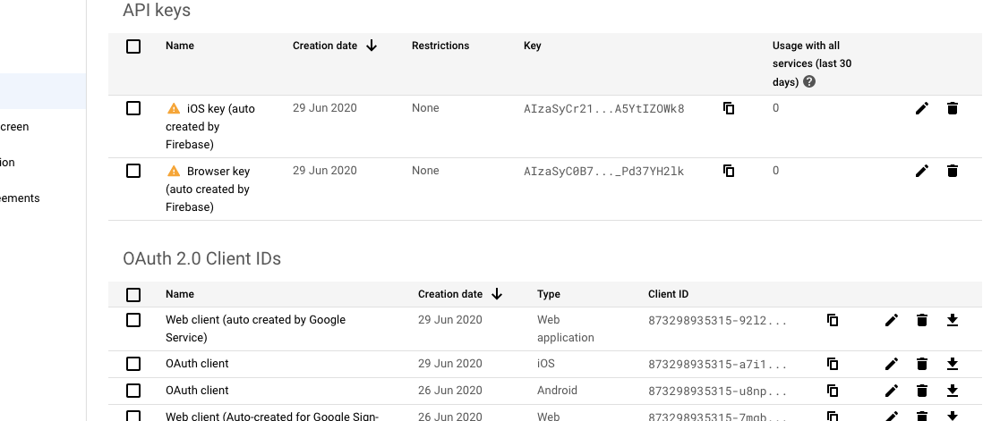 API keys
Name Creation date Restrictions Key Usage with all
services (last 30
days)
iOS key (auto 29 Jun 2020 None AIzaSyCr21...A5YtIZOWk8 0
created by
Firebase)
Browser key 29 Jun 2020 None AIzaSyC0B7..._Pd37YH2lk 0
(auto created by
Firebase)
creen
ion
eements
OAuth 2.0 Client IDs
Name Creation date Type Client ID
Web client (auto created by Google 29 Jun 2020 Web 873298935315-92l2...
Service) application
OAuth client 29 Jun 2020 iOS 873298935315-a7i1...
OAuth client 26 Jun 2020 Android 873298935315-u8np...
Web client (Auto-created for Google Sign- 26 Jun 2020 Web 873298935315-7mgb...